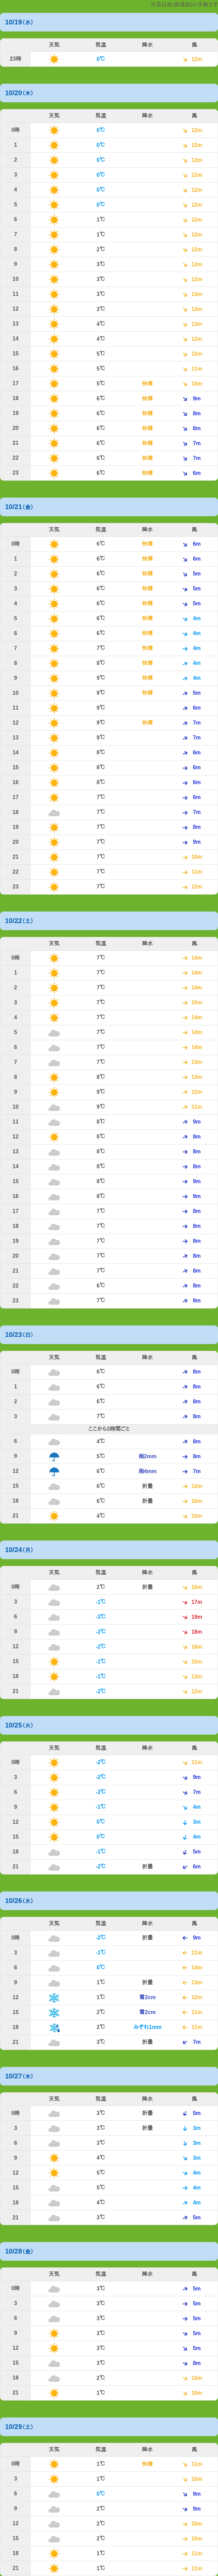 10/19(水)
天気 気温 降水 風
23時 0℃ 12m
10/20(木)
天気 気温 降水 風
0時 0℃ 12m
1 0℃ 12m
2 0℃ 12m
3 0℃ 12m
4 0℃ 12m
5 0℃ 12m
6 1℃ 12m
7 1℃ 12m
8 2℃ 12m
9 3℃ 12m
10 3℃ 12m
11 3℃ 13m
12 3℃ 13m
13 4℃ 13m
14 4℃ 12m
15 5℃ 12m
16 5℃ 11m
17 5℃ 快晴 10m
18 6℃ 快晴 9m
19 6℃ 快晴 8m
20 6℃ 快晴 8m
21 6℃ 快晴 7m
22 6℃ 快晴 7m
23 6℃ 快晴 6m
10/21(金)
天気 気温 降水 風
0時 6℃ 快晴 6m
1 6℃ 快晴 6m
2 6℃ 快晴 5m
3 6℃ 快晴 5m
4 6℃ 快晴 5m
5 6℃ 快晴 4m
6 6℃ 快晴 4m
7 7℃ 快晴 4m
8 8℃ 快晴 4m
9 9℃ 快晴 4m
10 9℃ 快晴 5m
11 9℃ 6m
12 9℃ 快晴 7m
13 9℃ 7m
14 8℃ 6m
15 8℃ 6m
16 8℃ 6m
17 7℃ 6m
18 7℃ 7m
19 7℃ 8m
20 7℃ 9m
21 7℃ 10m
22 7℃ 11m
23 7℃ 12m
10/22(土)
天気 気温 降水 風
0時 7℃ 14m
1 7℃ 14m
2 7℃ 14m
3 7℃ 15m
4 7℃ 14m
5 7℃ 14m
6 7℃ 14m
7 7℃ 13m
8 8℃ 13m
9 9℃ 12m
10 9℃ 11m
11 8℃ 9m
12 8℃ 8m
13 8℃ 8m
14 8℃ 8m
15 8℃ 9m
16 8℃ 9m
17 7℃ 8m
18 7℃ 8m
19 7℃ 8m
20 7℃ 8m
21 7℃ 8m
22 6℃ 8m
23 7℃ 8m
10/23(日)
天気 気温 降水 風
0時 6℃ 8m
1 6℃ 8m
2 6℃ 8m
3 7℃ 8m
ここから3時間ごと
6 4℃ 8m
9 5℃ 雨2mm 8m
12 6℃ 雨4mm 7m
15 6℃ 折曇 12m
18 6℃ 折曇 16m
21 4℃ 15m
10/24(月)
天気 気温 降水 風
0時 2℃ 折曇 16m
3 -1℃ 17m
6 -3℃ 19m
9 -2℃ 18m
12 -2℃ 16m
15 -1℃ 15m
18 -1℃ 13m
21 -2℃ 12m
10/25(火)
天気 気温 降水 風
0時 -2℃ 11m
3 -2℃ 9m
6 -2℃ 7m
9 -1℃ 4m
12 0℃ 3m
15 0℃ 4m
18 -1℃ 5m
21 -2℃ 折曇 6m
10/26(水)
天気 気温 降水 風
0時 -2℃ 折曇 9m
3 -1℃ 11m
6 0℃ 14m
9 1℃ 折曇 13m
12 1℃ 雪2cm 11m
15 2℃ 雪2cm 11m
18 2℃ みぞれ1mm 11m
21 3℃ 折曇 7m
10/27(木)
天気 気温 降水 風
0時 3℃ 折曇 5m
3 3℃ 折曇 3m
6 3℃ 3m
9 4℃ 3m
12 5℃ 4m
15 5℃ 4m
18 4℃ 4m
21 3℃ 5m
10/28(金)
天気 気温 降水 風
0時 3℃ 5m
3 3℃ 5m
6 3℃ 5m
9 3℃ 5m
12 3℃ 5m
15 3℃ 8m
18 2℃ 10m
21 1℃ 10m
10/29(土)
天気 気温 降水 風
0時 1℃ 快晴 11m
3 1℃ 10m
6 0℃ 9m
9 2℃ 9m
12 2℃ 10m
15 2℃ 10m
18 1℃ 11m
21 1℃ 11m